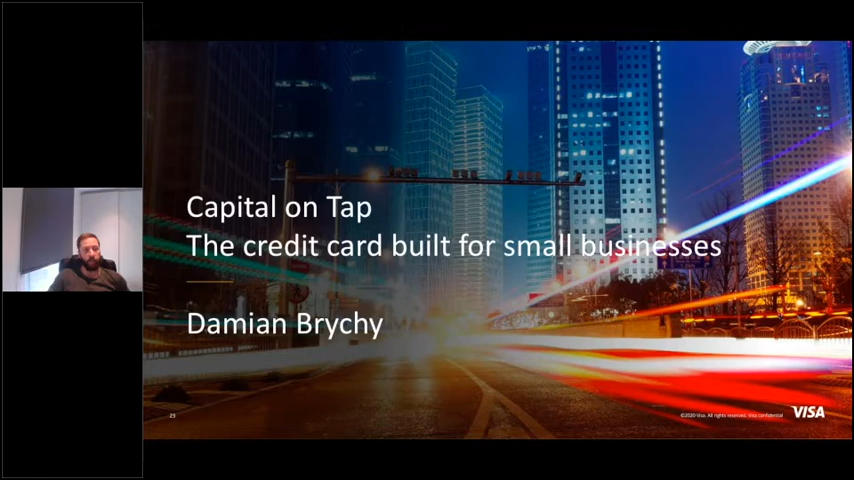 Capital on Tap
The credit card built for small businesses
Damian Brychy
23
©2020 Visa. All rights reserved. Visa confidential
VISA